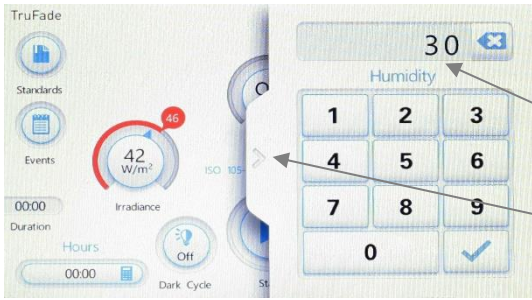 TruFade
Standards
Events
46
42
W/m²
Irradiance
00:00
Duration
Hours
00:00
Off
Dark Cycle
ISO 105-
30
Humidity
1 2 3
4 5 6
7 8 9
0